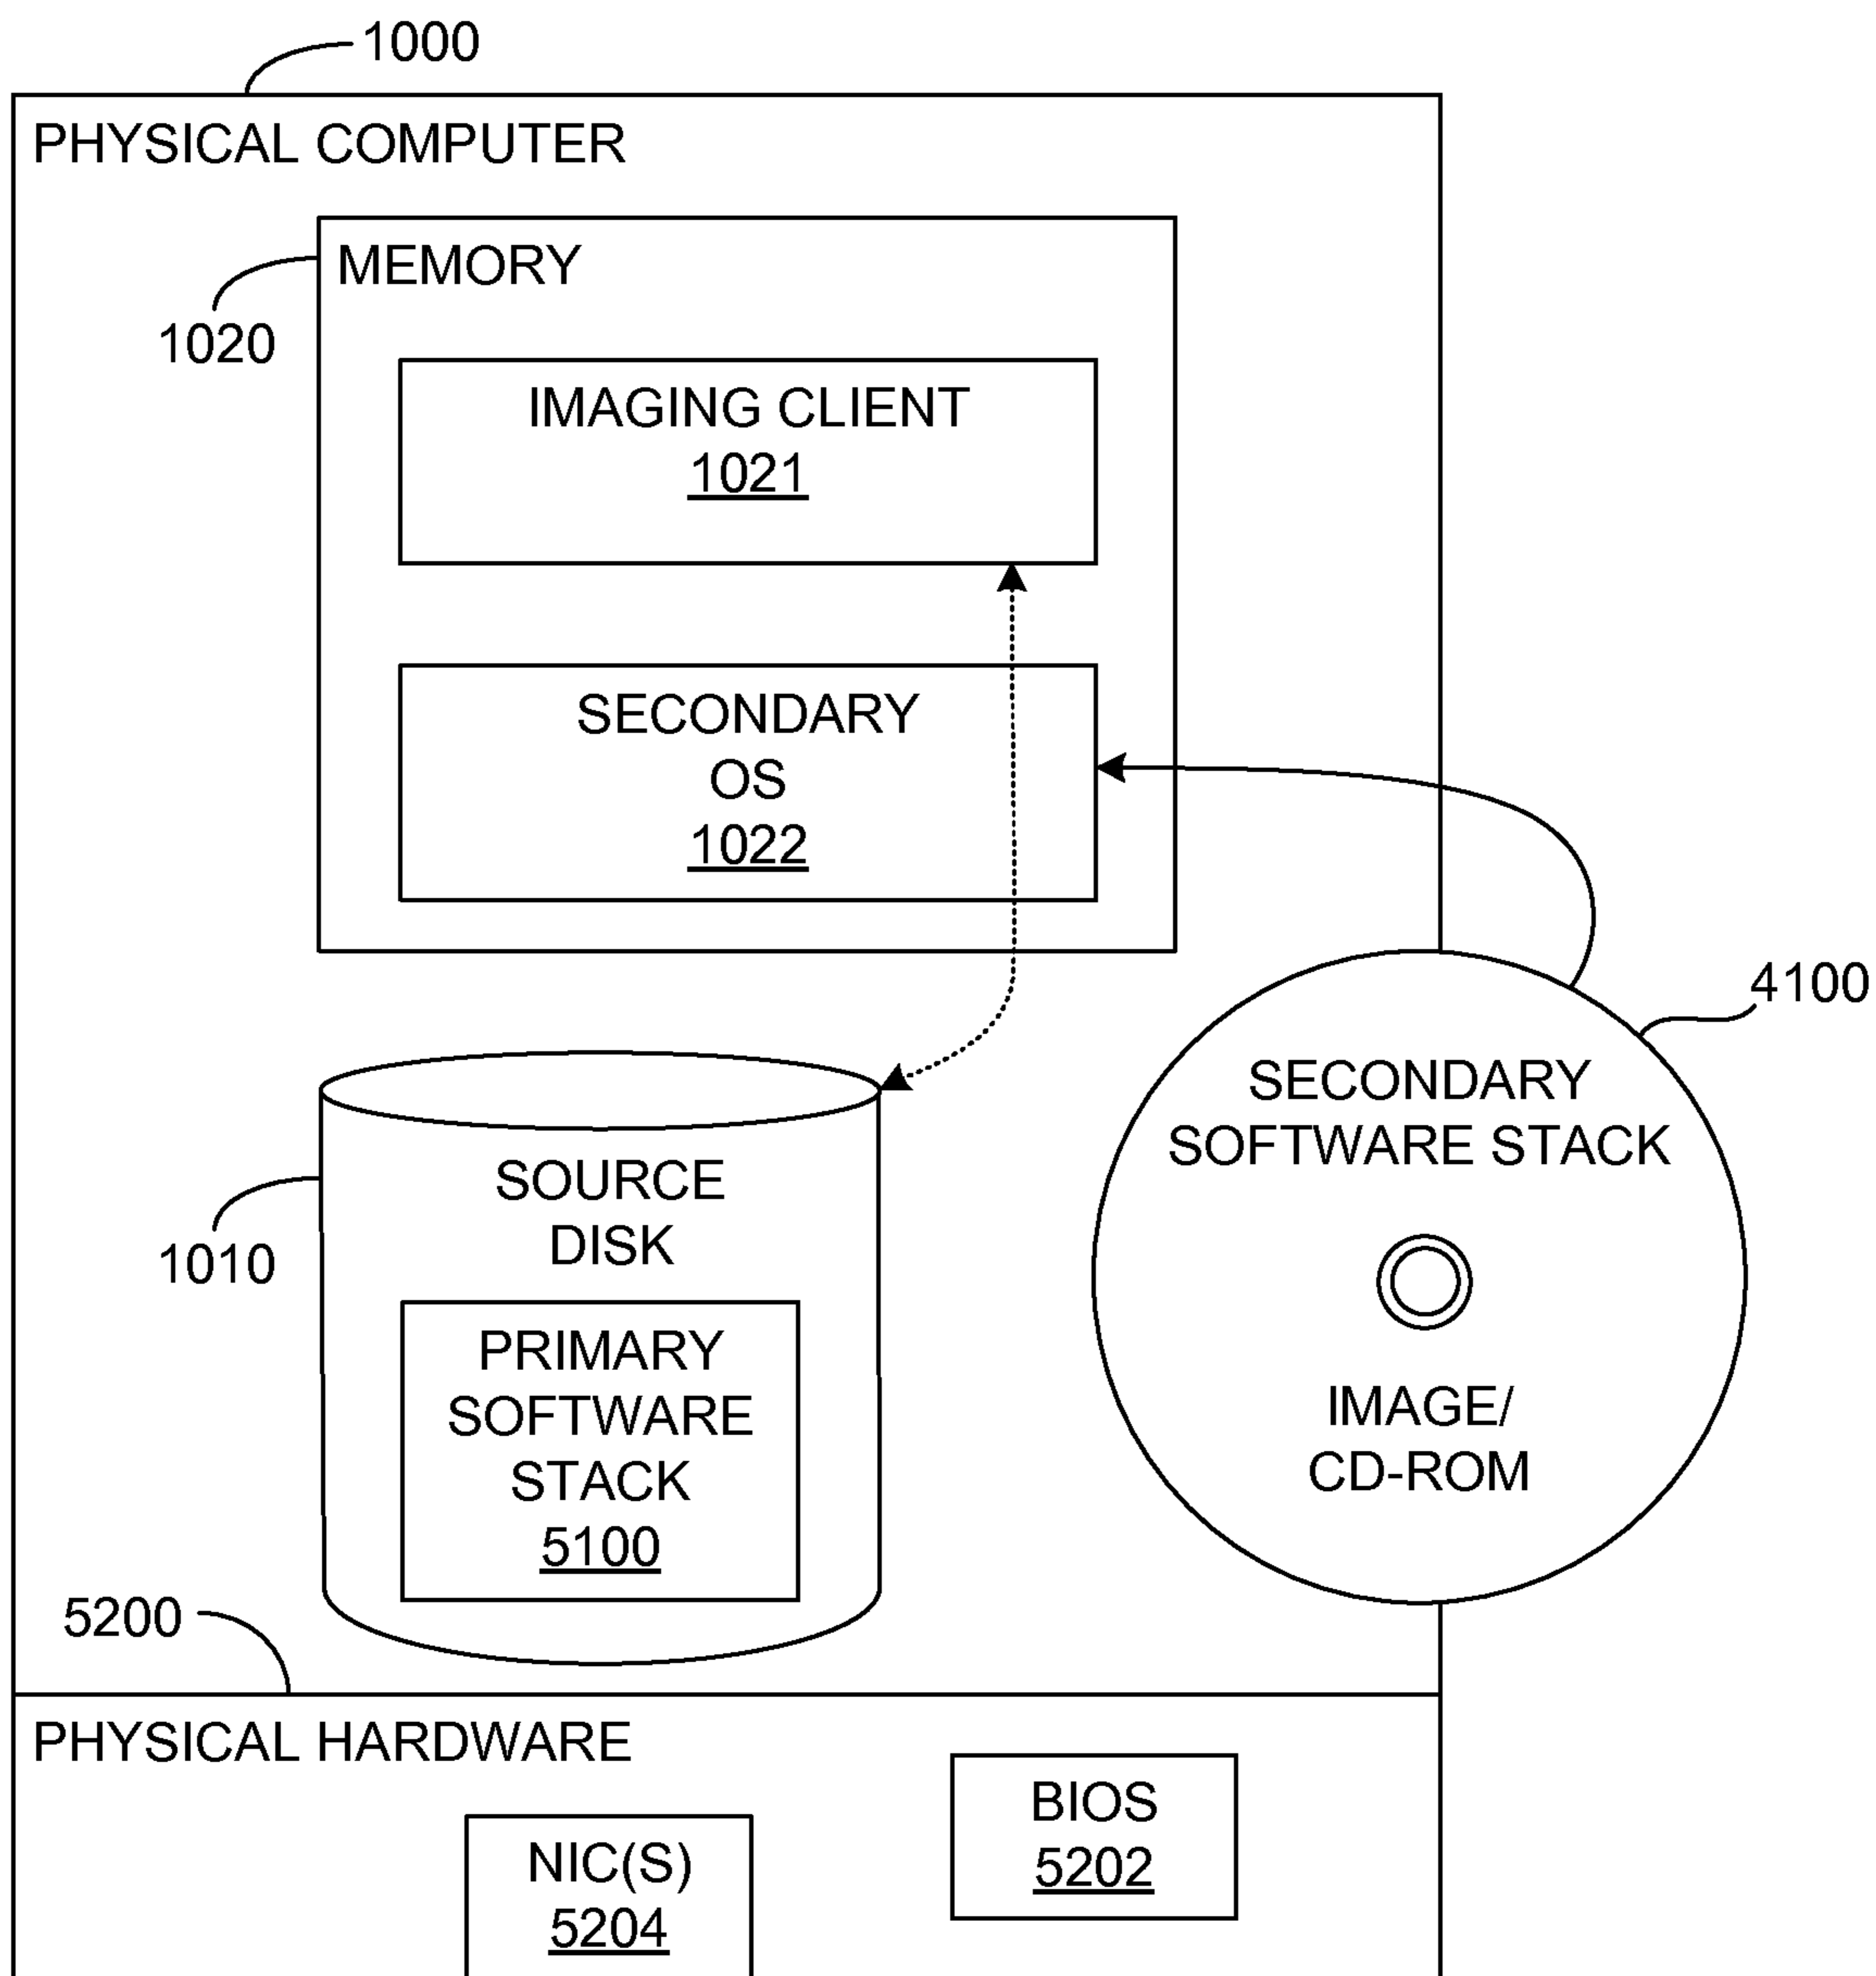 1000
PHYSICAL COMPUTER
MEMORY
1020
IMAGING CLIENT
1021
SECONDARY
OS
1022
4100
SECONDARY
SOFTWARE STACK
IMAGE/
CD-ROM
SOURCE
DISK
1010
PRIMARY
SOFTWARE
STACK
5100
5200
PHYSICAL HARDWARE
BIOS
5202
NIC(S)
5204